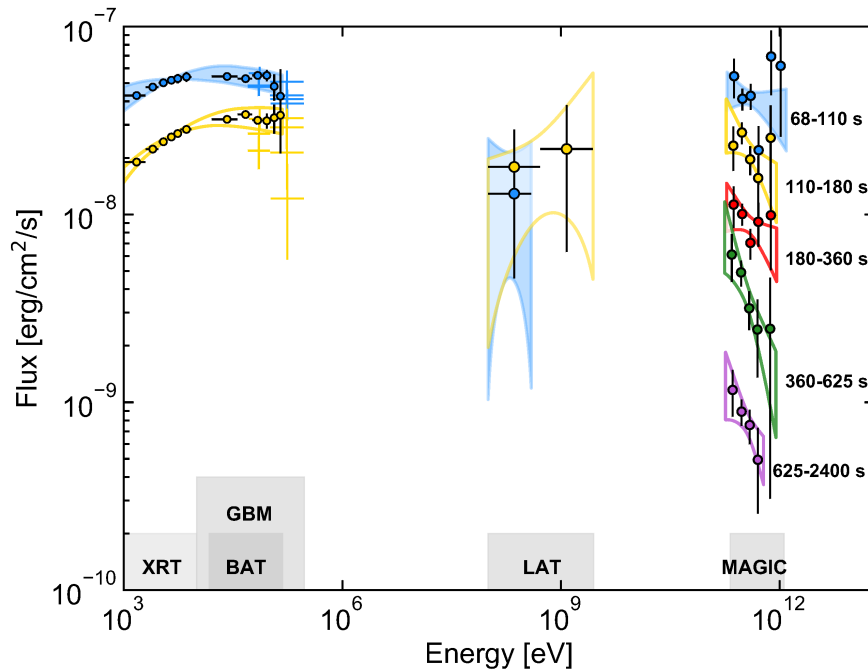 10⁻⁷
68-110 s
110-180 s
10⁻⁸
180-360 s
Flux [erg/cm²/s]
360-625 s
10⁻⁹
625-2400 s
GBM
XRT
BAT
LAT
MAGIC
10⁻¹⁰
10³
10⁶
10⁹
10¹²
Energy [eV]